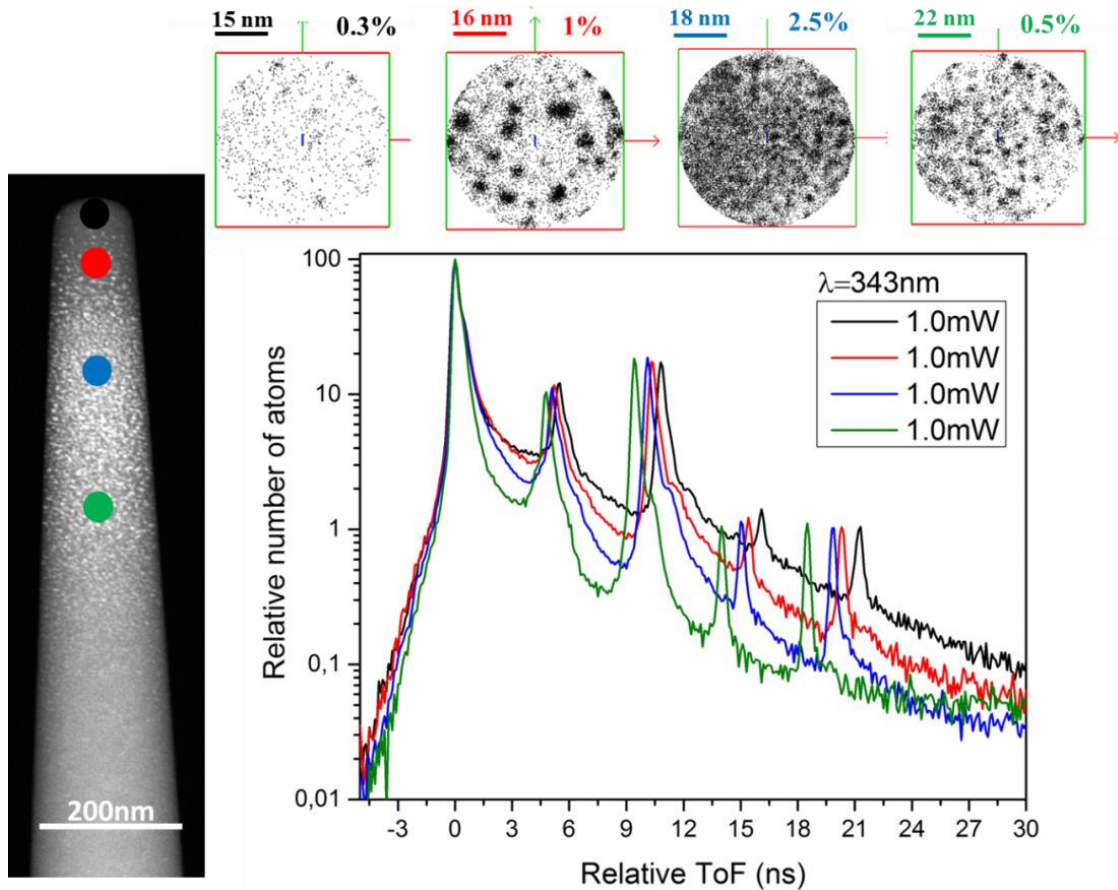 15 nm 0.3%
16 nm 1%
18 nm 2.5%
22 nm 0.5%
200nm
λ=343nm
1.0mW
1.0mW
1.0mW
1.0mW
Relative number of atoms
100
10
1
0,1
0,01
-3 0 3 6 9 12 15 18 21 24 27 30
Relative ToF (ns)